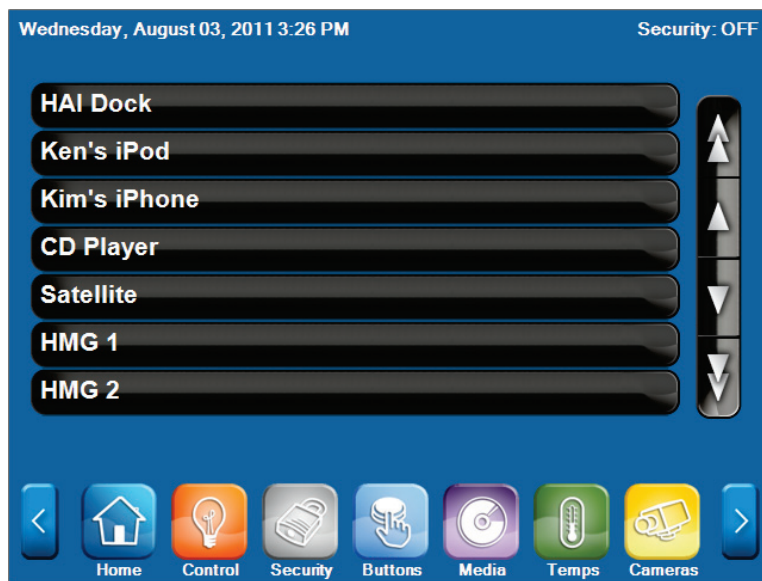 Wednesday, August 03, 2011 3:26 PM Security: OFF
HAI Dock
Ken's iPod
Kim's iPhone
CD Player
Satellite
HMG 1
HMG 2
Home Control Security Buttons Media Temps Cameras